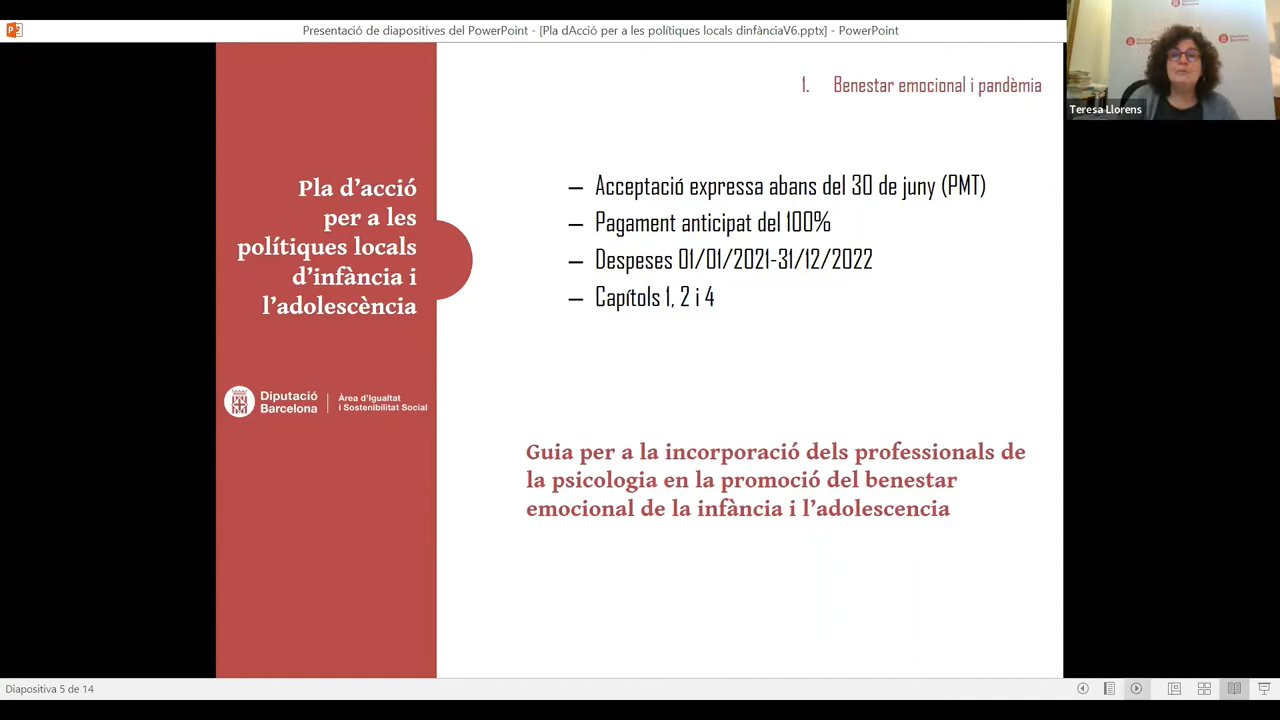 Presentació de diapositives del PowerPoint - [Pla dAcció per a les polítiques locals dinfànciaV6.pptx] - PowerPoint
1. Benestar emocional i pandèmia
Teresa Llorens
Pla d’acció
per a les
polítiques locals
d’infància i
l’adolescència
– Acceptació expressa abans del 30 de juny (PMT)
– Pagament anticipat del 100%
– Despeses 01/01/2021-31/12/2022
– Capítols 1, 2 i 4
Diputació
Barcelona
Àrea d’Igualtat
i Sostenibilitat Social
Guia per a la incorporació dels professionals de
la psicologia en la promoció del benestar
emocional de la infància i l’adolescencia
Diapositiva 5 de 14